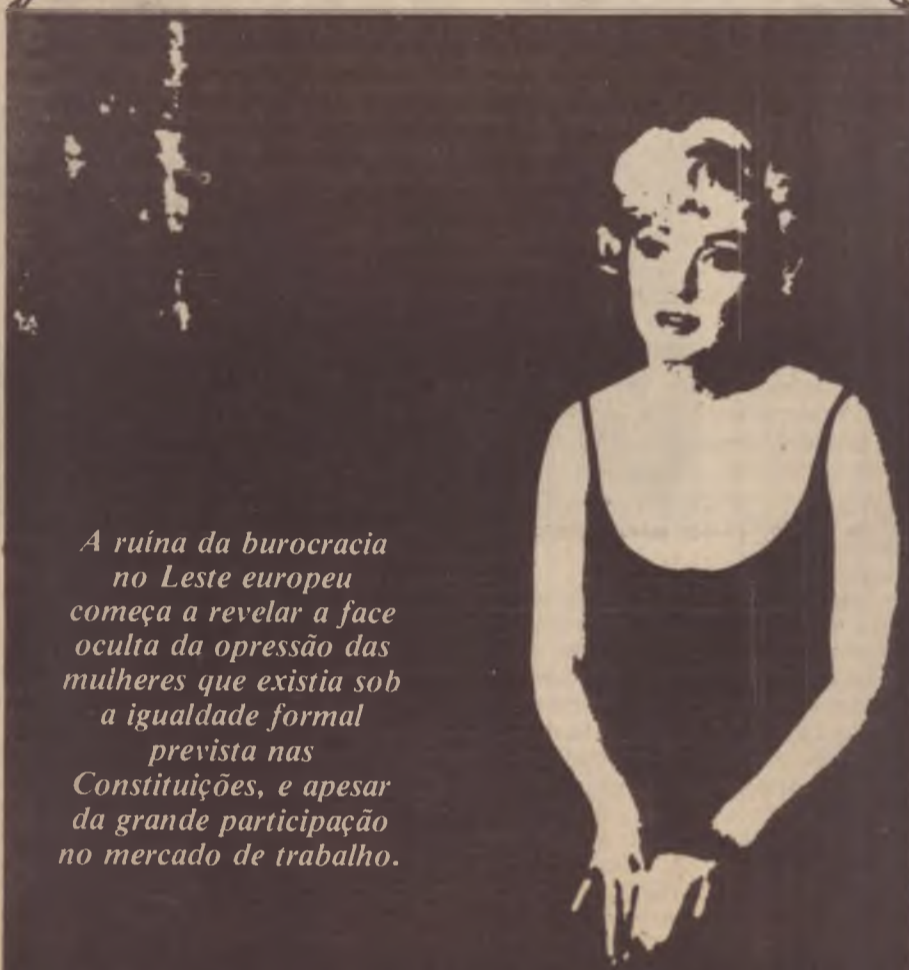 A ruína da burocracia
no Leste europeu
começa a revelar a face
oculta da opressão das
mulheres que existia sob
a igualdade formal
prevista nas
Constituições, e apesar
da grande participação
no mercado de trabalho.